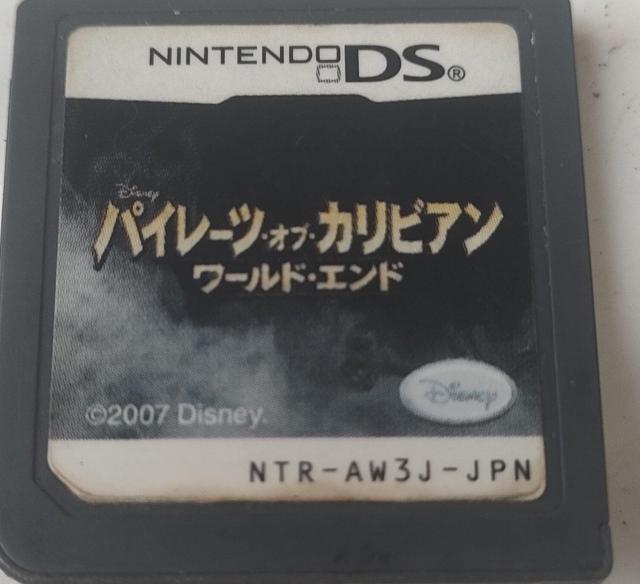 NINTENDO DS®
Disney
パイレーツ・オブ・カリビアン
ワールド・エンド
©2007 Disney.
Disney
NTR-AW3J-JPN